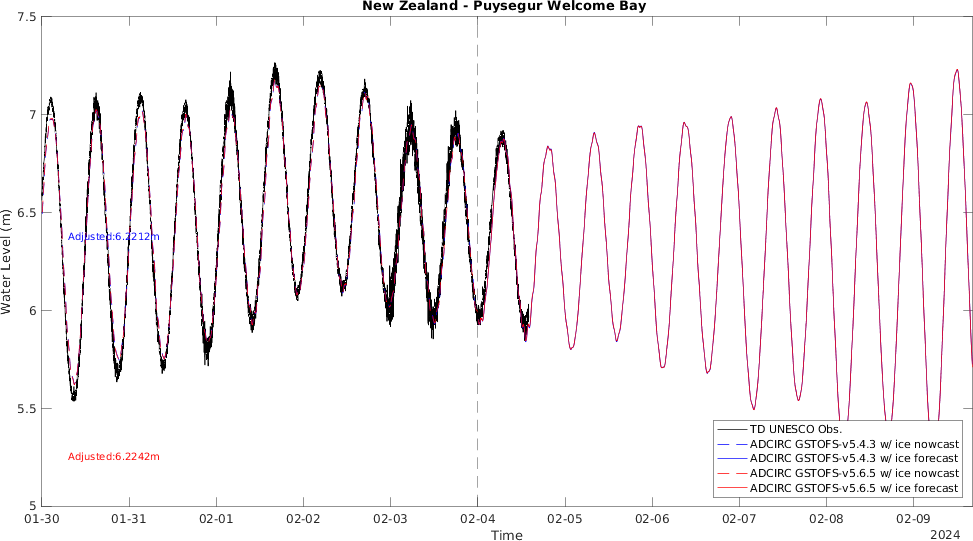 New Zealand - Puysegur Welcome Bay
7.5
7
6.5
6
5.5
5
Water Level (m)
Adjusted:6.2212m
Adjusted:6.2242m
TD UNESCO Obs.
ADCIRC GSTOFS-v5.4.3 w/ ice nowcast
ADCIRC GSTOFS-v5.4.3 w/ ice forecast
ADCIRC GSTOFS-v5.6.5 w/ ice nowcast
ADCIRC GSTOFS-v5.6.5 w/ ice forecast
01-30 01-31 02-01 02-02 02-03 02-04 02-05 02-06 02-07 02-08 02-09
Time
2024